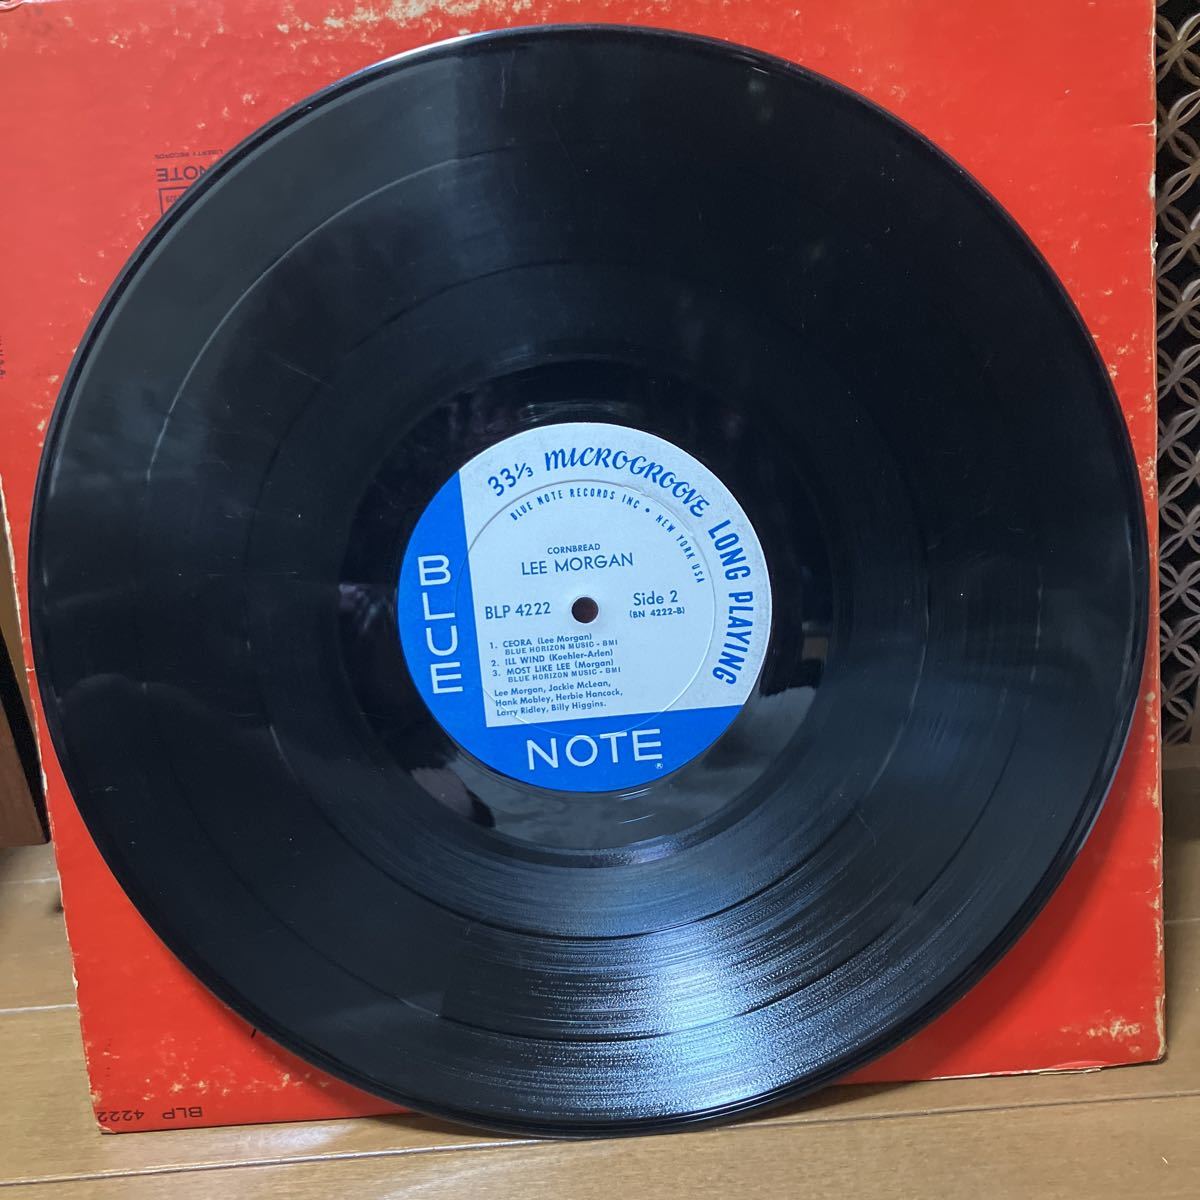 33⅓ MICROGROOVE LONG PLAYING
BLUE NOTE RECORDS INC • NEW YORK USA
CORNBREAD
LEE MORGAN
BLP 4222
Side 2
(BN 4222-B)
1. CEORA (Lee Morgan)
BLUE HORIZON MUSIC - BMI
2. ILL WIND (Koehler-Arlen)
3. MOST LIKE LEE (Morgan)
BLUE HORIZON MUSIC - BMI
Lee Morgan, Jackie McLean,
Hank Mobley, Herbie Hancock,
Larry Ridley, Billy Higgins.
BLUE
NOTE
®
LIBERTY RECORDS
NOTE
BLP 4222